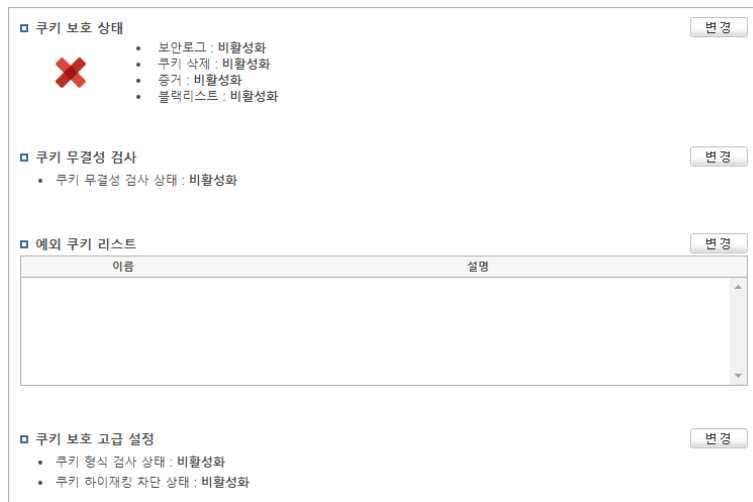 쿠키 보호 상태
변경
보안로그 : 비활성화
쿠키 삭제 : 비활성화
증거 : 비활성화
블랙리스트 : 비활성화
쿠키 무결성 검사
변경
쿠키 무결성 검사 상태 : 비활성화
예외 쿠키 리스트
변경
이름 설명
쿠키 보호 고급 설정
변경
쿠키 형식 검사 상태 : 비활성화
쿠키 하이재킹 차단 상태 : 비활성화